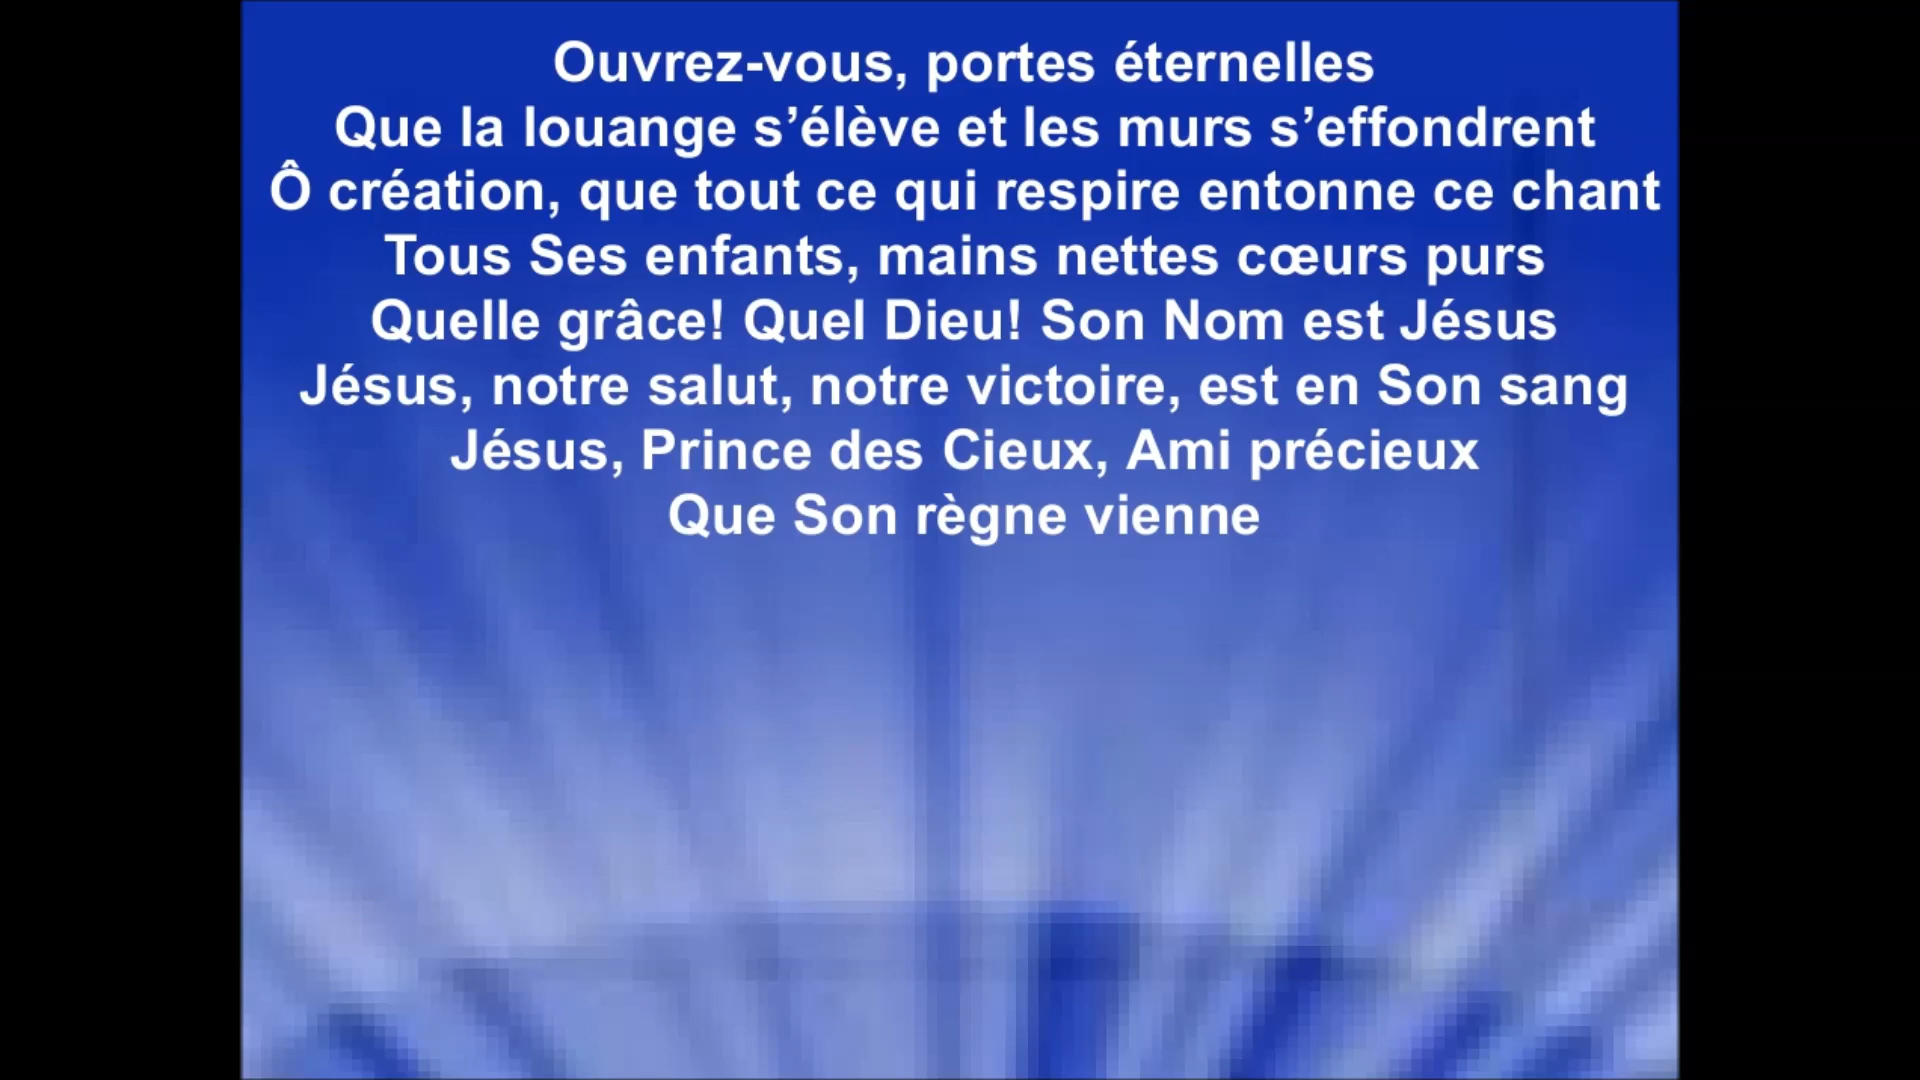 Ouvrez-vous, portes éternelles
Que la louange s’élève et les murs s’effondrent
Ô création, que tout ce qui respire entonne ce chant
Tous Ses enfants, mains nettes cœurs purs
Quelle grâce! Quel Dieu! Son Nom est Jésus
Jésus, notre salut, notre victoire, est en Son sang
Jésus, Prince des Cieux, Ami précieux
Que Son règne vienne